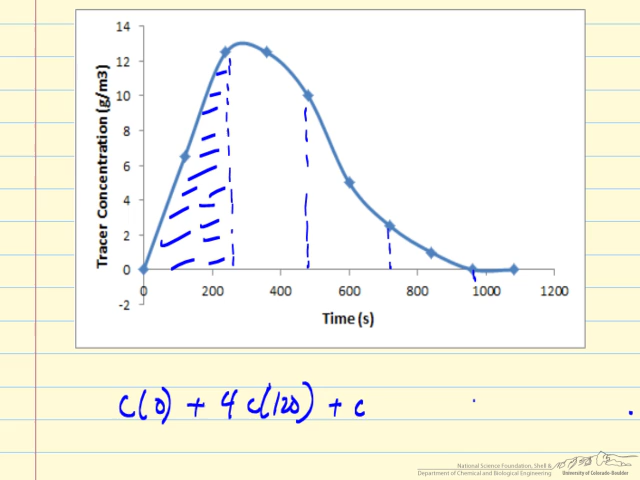 14
12
10
8
6
4
2
0
-2
Tracer Concentration (g/m3)
0 200 400 600 800 1000 1200
Time (s)
C(0) + 4 C(120) + C
National Science Foundation, Shell &
Department of Chemical and Biological Engineering
University of Colorado-Boulder